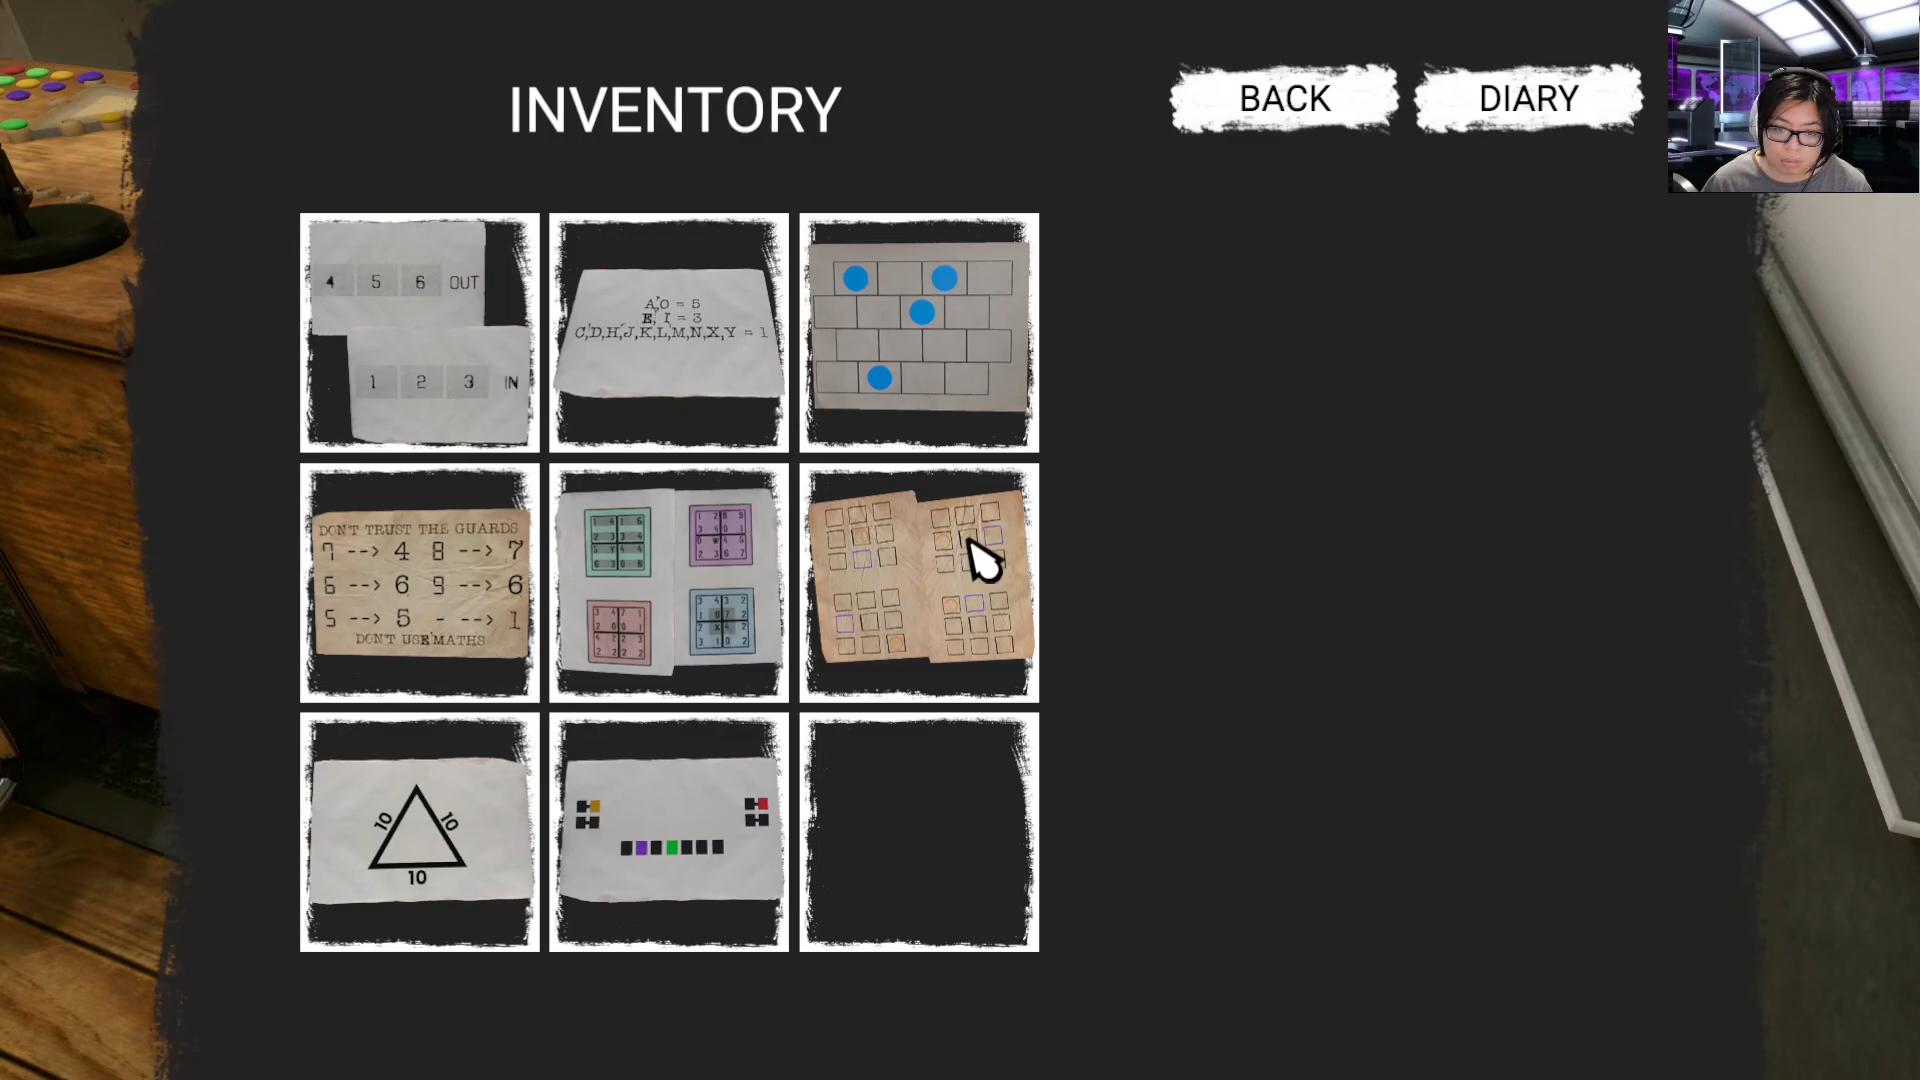 INVENTORY
BACK
DIARY
4 5 6 OUT
1 2 3 IN
A,O = 5
E, I = 3
C,D,H,J,K,L,M,N,X,Y = 1
DON'T TRUST THE GUARDS
7 --> 4 8 --> 7
6 --> 6 9 --> 6
5 --> 5 - --> 1
DON'T USE MATHS
10 10
10